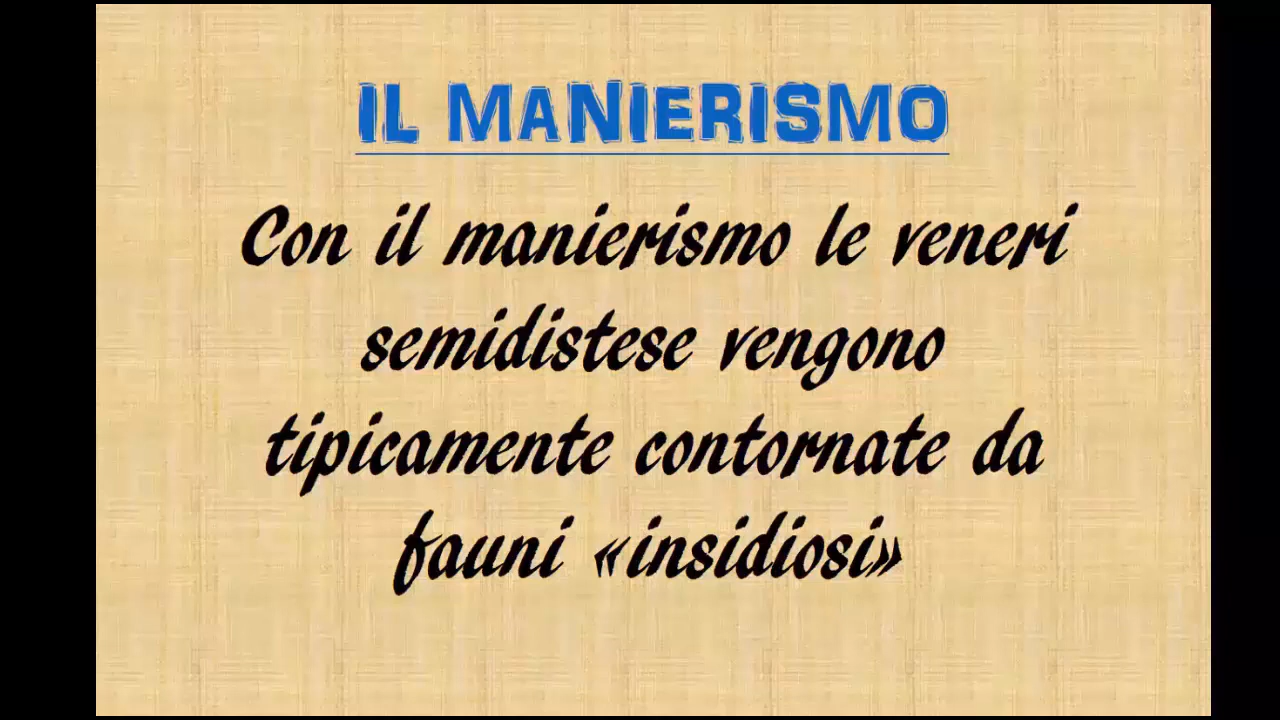 IL MANIERISMO
Con il manierismo le veneri
semidistese vengono
tipicamente contornate da
fauni «insidiosi»